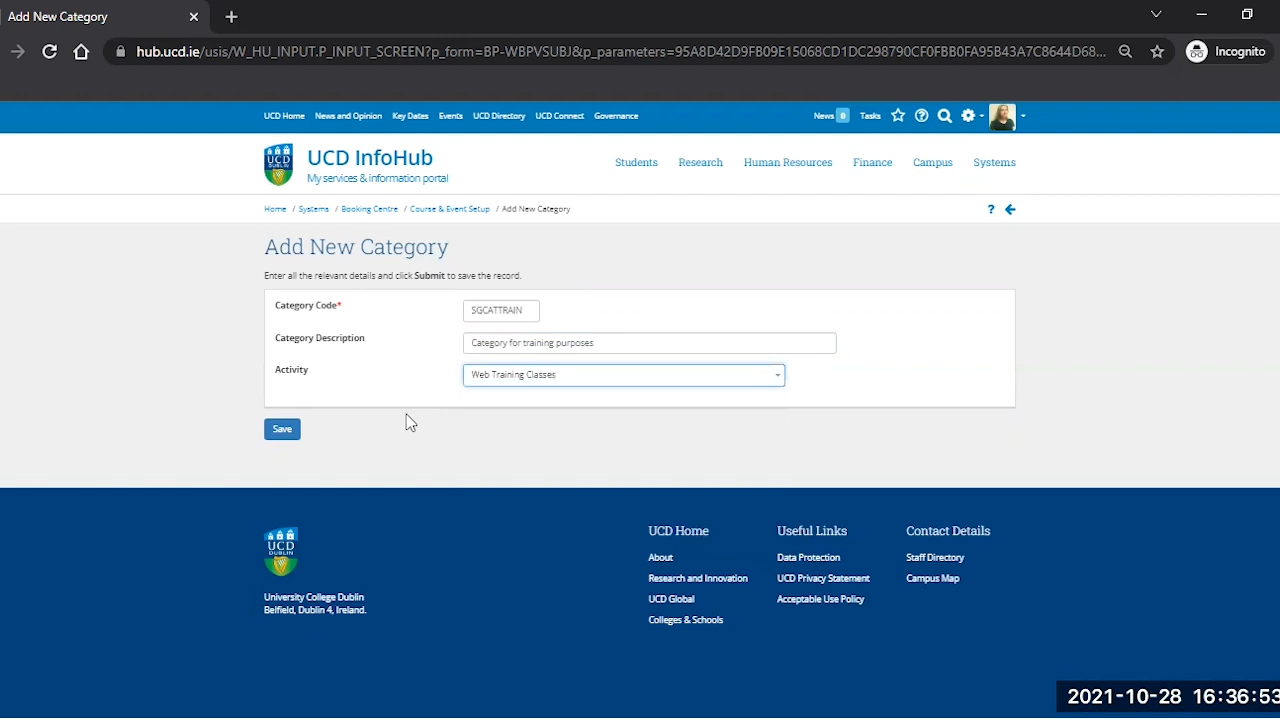 Add New Category
hub.ucd.ie/usis/W_HU_INPUT.P_INPUT_SCREEN?p_form=BP-WBPVSUBJ&p_parameters=95A8D42D9FB09E15068CD1DC298790CF0FBB0FA95B43A7C8644D68...
Incognito
UCD Home News and Opinion Key Dates Events UCD Directory UCD Connect Governance
News 0 Tasks
UCD DUBLIN
UCD InfoHub
My services & information portal
Students Research Human Resources Finance Campus Systems
Home / Systems / Booking Centre / Course & Event Setup / Add New Category
?
Add New Category
Enter all the relevant details and click Submit to save the record.
Category Code* SGCATTRAIN
Category Description Category for training purposes
Activity Web Training Classes
Save
UCD DUBLIN
University College Dublin
Belfield, Dublin 4, Ireland.
UCD Home
About
Research and Innovation
UCD Global
Colleges & Schools
Useful Links
Data Protection
UCD Privacy Statement
Acceptable Use Policy
Contact Details
Staff Directory
Campus Map
2021-10-28 16:36:53